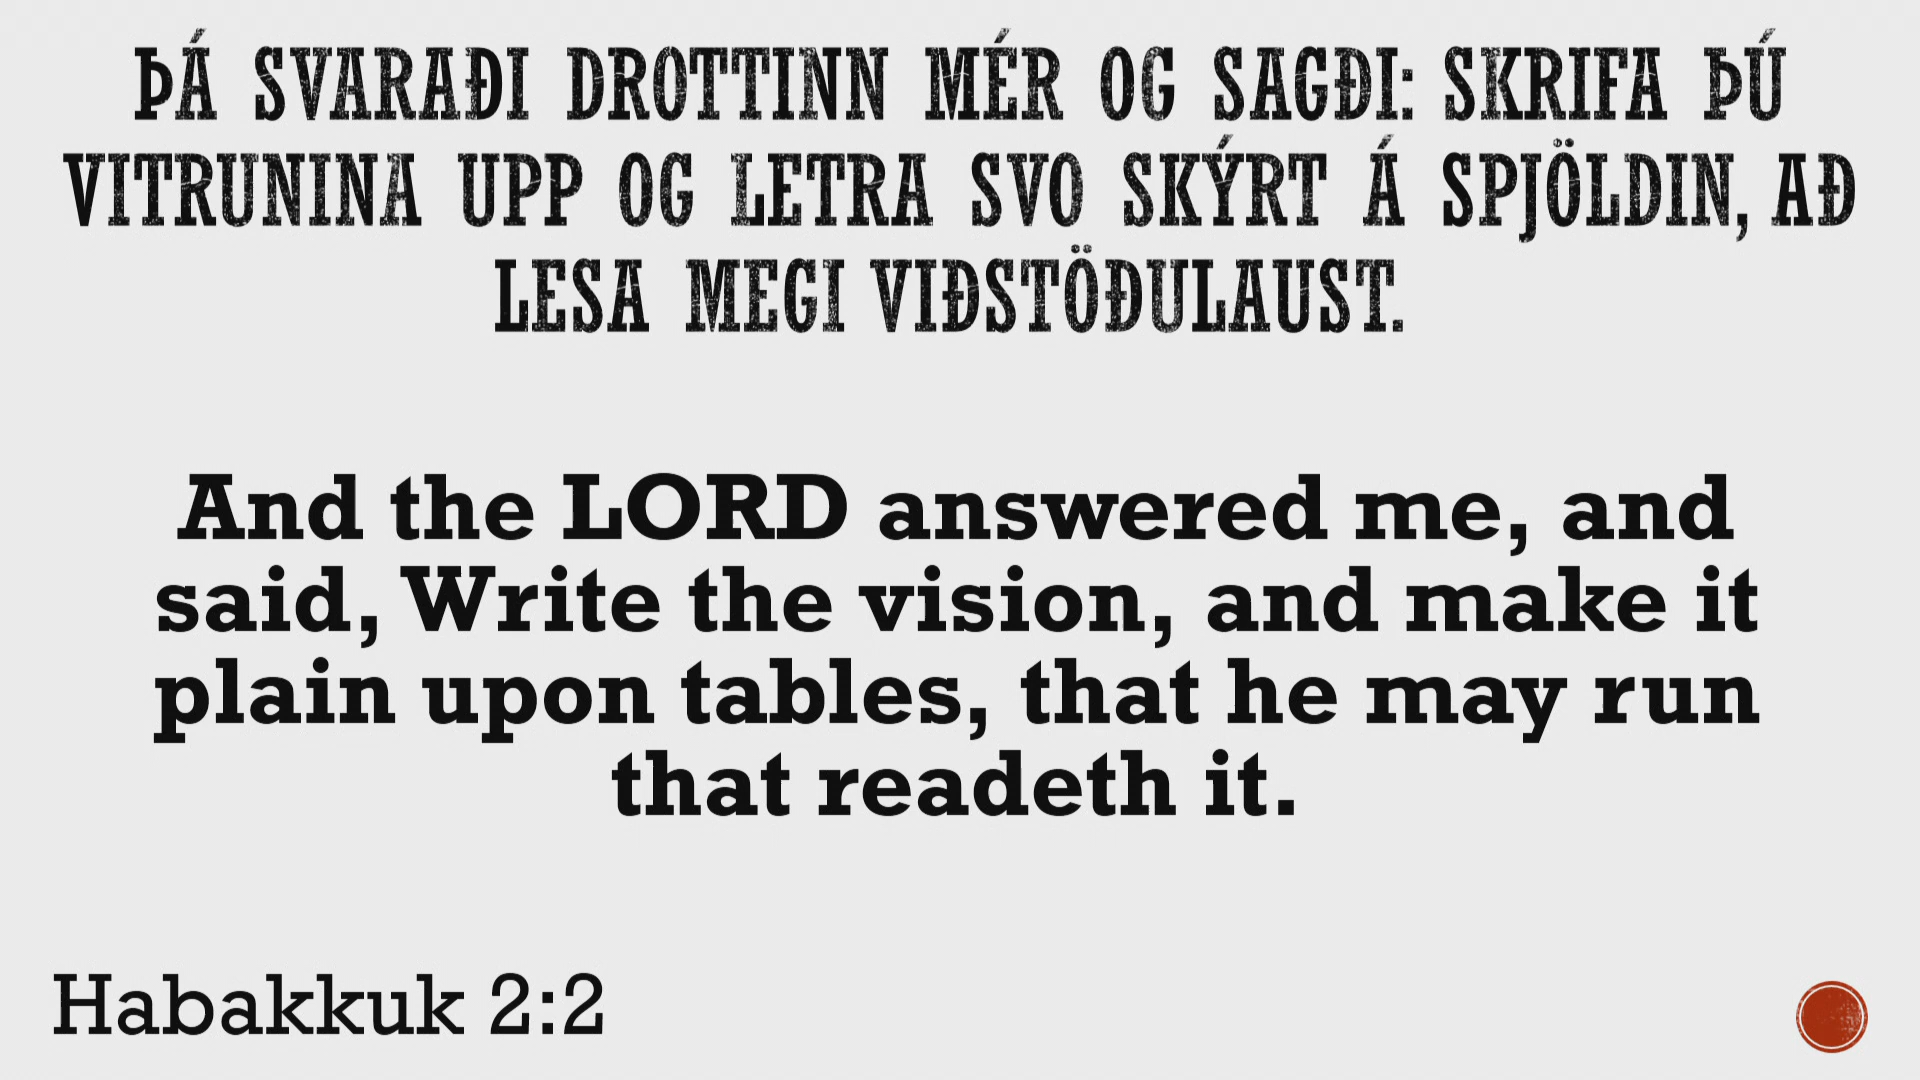 ÞÁ SVARAÐI DROTTINN MÉR OG SAGÐI: SKRIFA ÞÚ
VITRUNINA UPP OG LETRA SVO SKÝRT Á SPJÖLDIN, AÐ
LESA MEGI VIÐSTÖÐULAUST.
And the LORD answered me, and
said, Write the vision, and make it
plain upon tables, that he may run
that readeth it.
Habakkuk 2:2